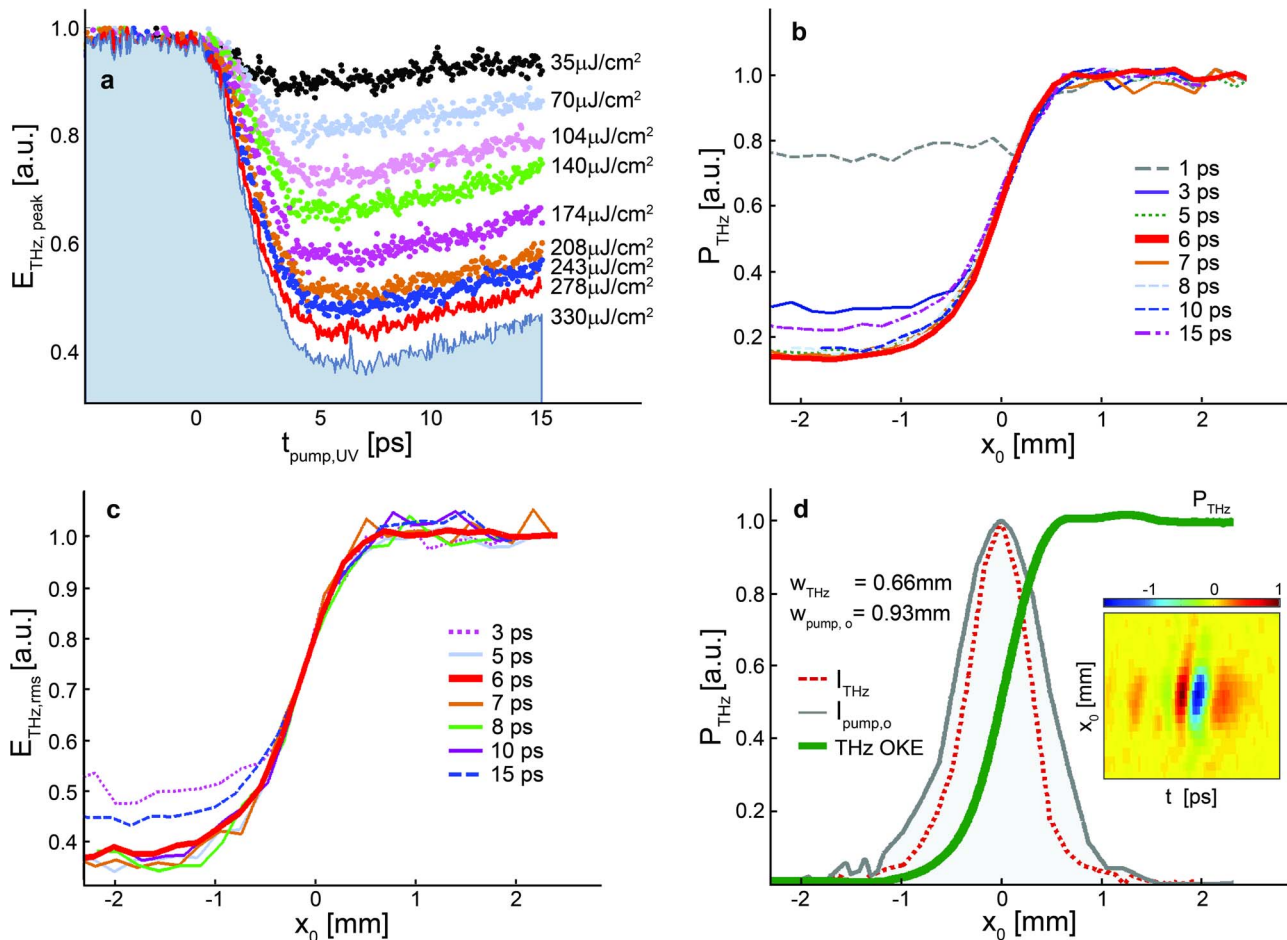 a
E_THz, peak [a.u.]
1.0
0.8
0.6
0.4
0
5
10
15
t_pump,UV [ps]
35μJ/cm²
70μJ/cm²
104μJ/cm²
140μJ/cm²
174μJ/cm²
208μJ/cm²
243μJ/cm²
278μJ/cm²
330μJ/cm²
b
P_THz [a.u.]
1.0
0.8
0.6
0.4
0.2
-2
-1
0
1
2
x_0 [mm]
1 ps
3 ps
5 ps
6 ps
7 ps
8 ps
10 ps
15 ps
c
E_THz,rms [a.u.]
1.0
0.9
0.8
0.7
0.6
0.5
0.4
-2
-1
0
1
2
x_0 [mm]
3 ps
5 ps
6 ps
7 ps
8 ps
10 ps
15 ps
d
P_THz
P_THz [a.u.]
1.0
0.8
0.6
0.4
0.2
w_THz = 0.66mm
w_pump, o = 0.93mm
I_THz
I_pump,o
THz OKE
-1 0 1
x_0 [mm]
t [ps]
-2
-1
0
1
2
x_0 [mm]